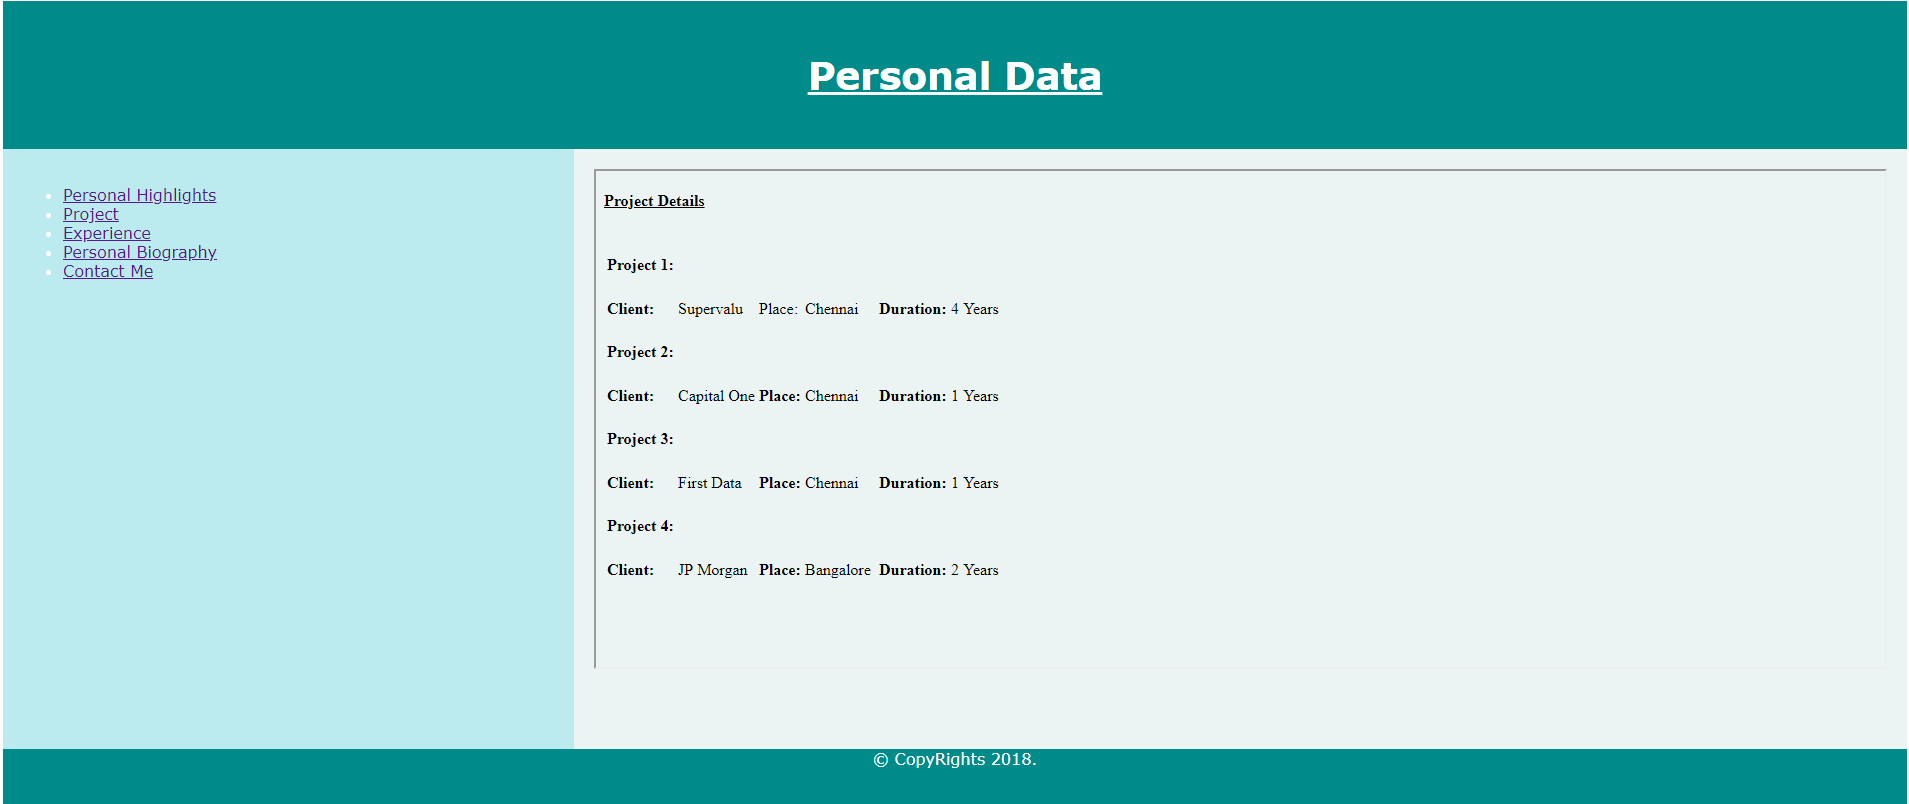 Personal Data
Personal Highlights
Project
Experience
Personal Biography
Contact Me
Project Details
Project 1:
Client: Supervalu Place: Chennai Duration: 4 Years
Project 2:
Client: Capital One Place: Chennai Duration: 1 Years
Project 3:
Client: First Data Place: Chennai Duration: 1 Years
Project 4:
Client: JP Morgan Place: Bangalore Duration: 2 Years
© CopyRights 2018.